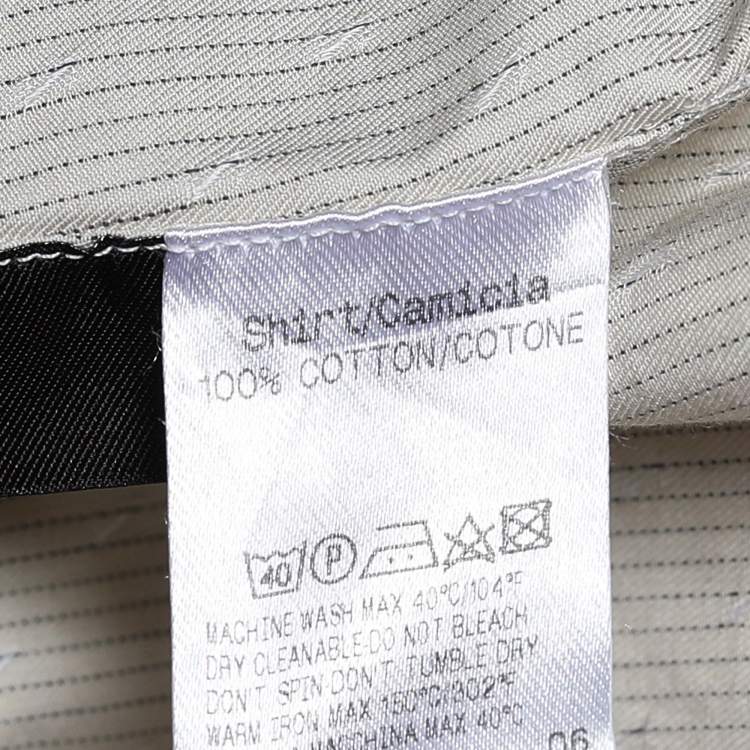 Shirt/Camicia
100% COTTON/COTONE
40 P
MACHINE WASH MAX 40°C/104°F
DRY CLEANABLE-DO NOT BLEACH
DON'T SPIN-DON'T TUMBLE DRY
WARM IRON MAX 150°C/302°F
MACCHINA MAX 40°C
06